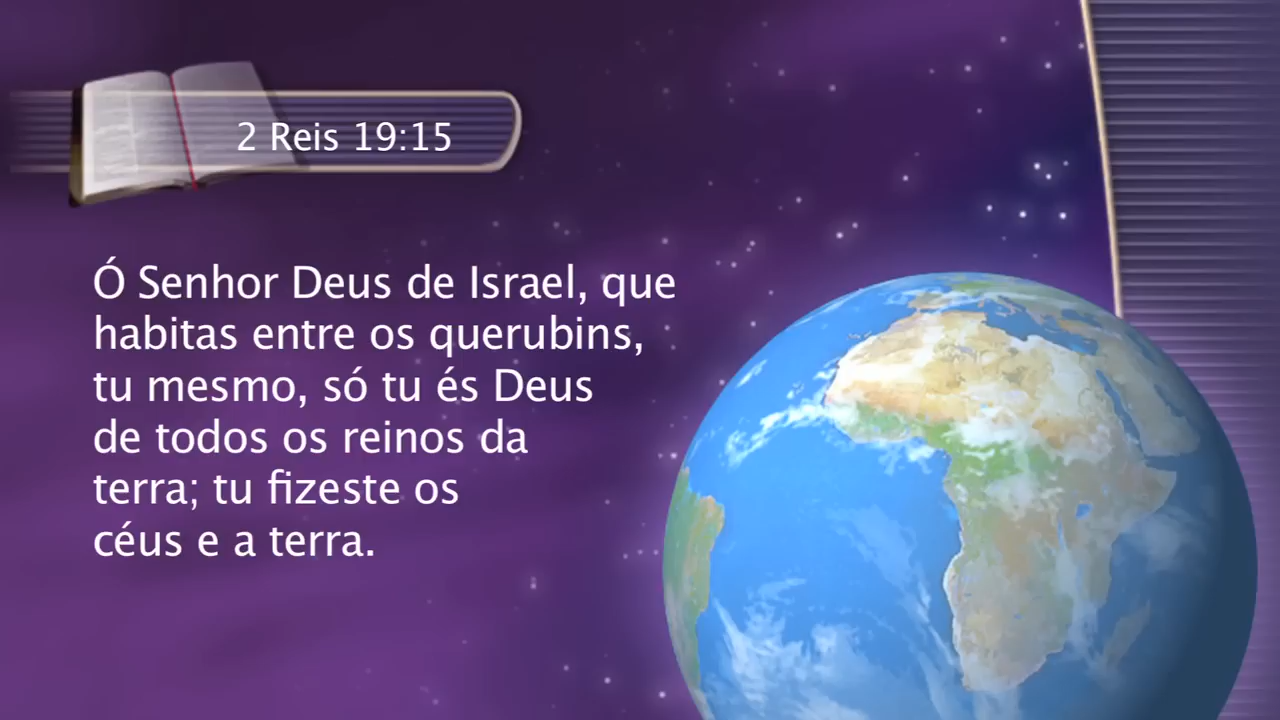 2 Reis 19:15
Ó Senhor Deus de Israel, que
habitas entre os querubins,
tu mesmo, só tu és Deus
de todos os reinos da
terra; tu fizeste os
céus e a terra.